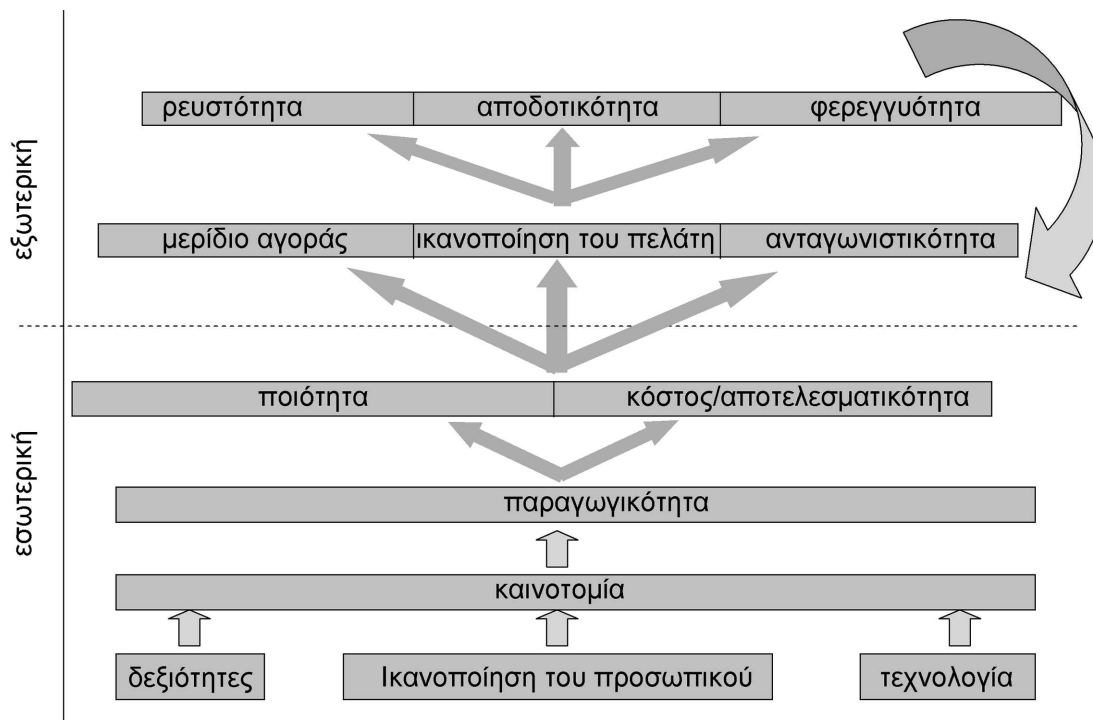 εξωτερική
ρευστότητα αποδοτικότητα φερεγγυότητα
μερίδιο αγοράς ικανοποίηση του πελάτη ανταγωνιστικότητα
εσωτερική
ποιότητα κόστος/αποτελεσματικότητα
παραγωγικότητα
καινοτομία
δεξιότητες Ικανοποίηση του προσωπικού τεχνολογία